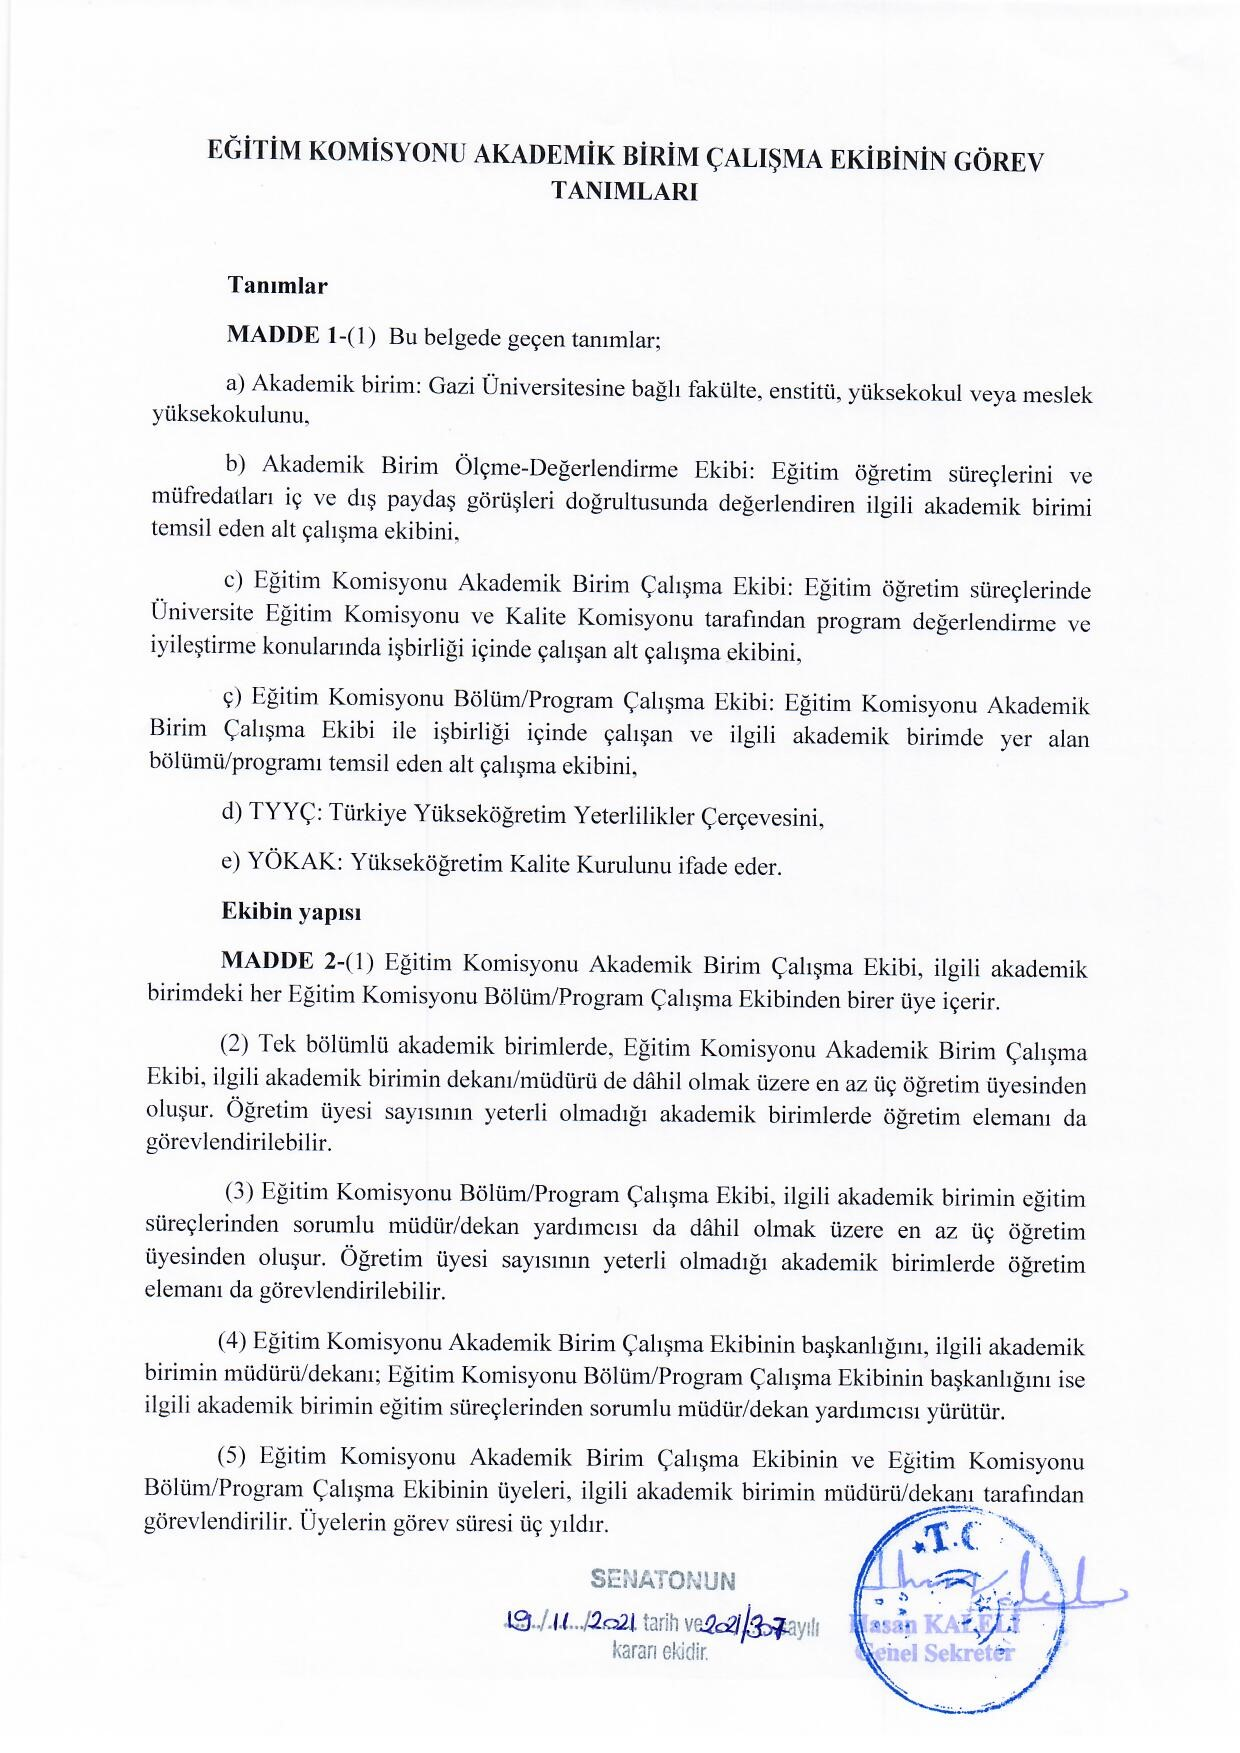 EĞİTİM KOMİSYONU AKADEMİK BİRİM ÇALIŞMA EKİBİNİN GÖREV
TANIMLARI
Tanımlar
MADDE 1-(1) Bu belgede geçen tanımlar;
a) Akademik birim: Gazi Üniversitesine bağlı fakülte, enstitü, yüksekokul veya meslek
yüksekokulunu,
b) Akademik Birim Ölçme-Değerlendirme Ekibi: Eğitim öğretim süreçlerini ve
müfredatları iç ve dış paydaş görüşleri doğrultusunda değerlendiren ilgili akademik birimi
temsil eden alt çalışma ekibini,
c) Eğitim Komisyonu Akademik Birim Çalışma Ekibi: Eğitim öğretim süreçlerinde
Üniversite Eğitim Komisyonu ve Kalite Komisyonu tarafından program değerlendirme ve
iyileştirme konularında işbirliği içinde çalışan alt çalışma ekibini,
ç) Eğitim Komisyonu Bölüm/Program Çalışma Ekibi: Eğitim Komisyonu Akademik
Birim Çalışma Ekibi ile işbirliği içinde çalışan ve ilgili akademik birimde yer alan
bölümü/programı temsil eden alt çalışma ekibini,
d) TYYÇ: Türkiye Yükseköğretim Yeterlilikler Çerçevesini,
e) YÖKAK: Yükseköğretim Kalite Kurulunu ifade eder.
Ekibin yapısı
MADDE 2-(1) Eğitim Komisyonu Akademik Birim Çalışma Ekibi, ilgili akademik
birimdeki her Eğitim Komisyonu Bölüm/Program Çalışma Ekibinden birer üye içerir.
(2) Tek bölümlü akademik birimlerde, Eğitim Komisyonu Akademik Birim Çalışma
Ekibi, ilgili akademik birimin dekanı/müdürü de dâhil olmak üzere en az üç öğretim üyesinden
oluşur. Öğretim üyesi sayısının yeterli olmadığı akademik birimlerde öğretim elemanı da
görevlendirilebilir.
(3) Eğitim Komisyonu Bölüm/Program Çalışma Ekibi, ilgili akademik birimin eğitim
süreçlerinden sorumlu müdür/dekan yardımcısı da dâhil olmak üzere en az üç öğretim
üyesinden oluşur. Öğretim üyesi sayısının yeterli olmadığı akademik birimlerde öğretim
elemanı da görevlendirilebilir.
(4) Eğitim Komisyonu Akademik Birim Çalışma Ekibinin başkanlığını, ilgili akademik
birimin müdürü/dekanı; Eğitim Komisyonu Bölüm/Program Çalışma Ekibinin başkanlığını ise
ilgili akademik birimin eğitim süreçlerinden sorumlu müdür/dekan yardımcısı yürütür.
(5) Eğitim Komisyonu Akademik Birim Çalışma Ekibinin ve Eğitim Komisyonu
Bölüm/Program Çalışma Ekibinin üyeleri, ilgili akademik birimin müdürü/dekanı tarafından
görevlendirilir. Üyelerin görev süresi üç yıldır.
T.C
SENATONUN
19/11/2021 tarih ve 2021/307 sayılı
kararı ekidir.
Hasan KALELİ
Genel Sekreter